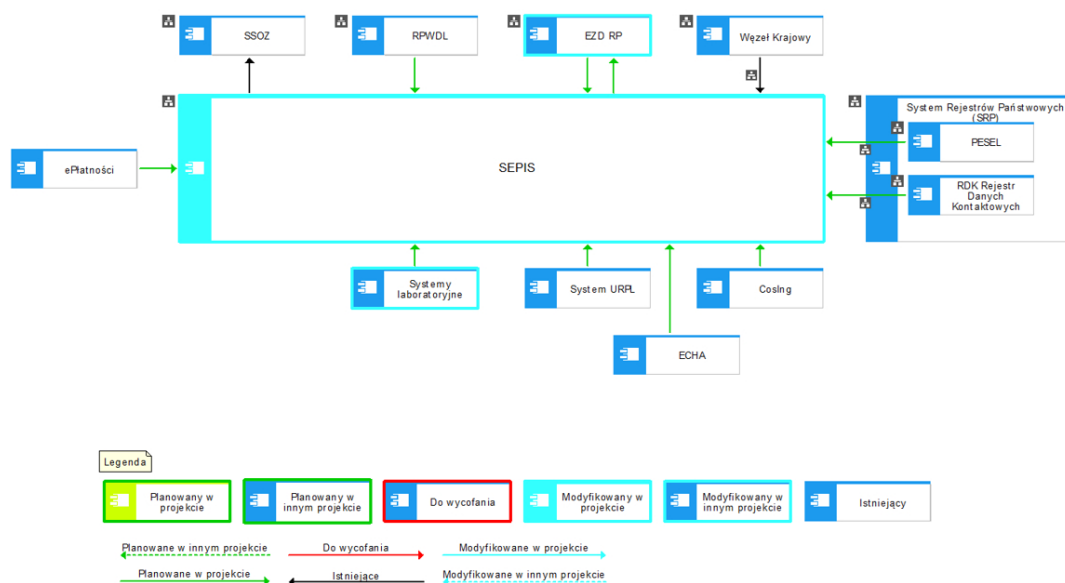 SSOZ
RPWDL
EZD RP
Węzeł Krajowy
System Rejestrów Państwowych
(SRP)
PESEL
SEPIS
ePłatności
RDK Rejestr
Danych
Kontaktowych
Systemy
laboratoryjne
System URPL
CosIng
ECHA
Legenda
Planowany w
projekcie
Planowany w
innym projekcie
Do wycofania
Modyfikowany w
projekcie
Modyfikowany w
innym projekcie
Istniejący
Planowane w innym projekcie
Do wycofania
Modyfikowane w projekcie
Planowane w projekcie
Istniejące
Modyfikowane w innym projekcie